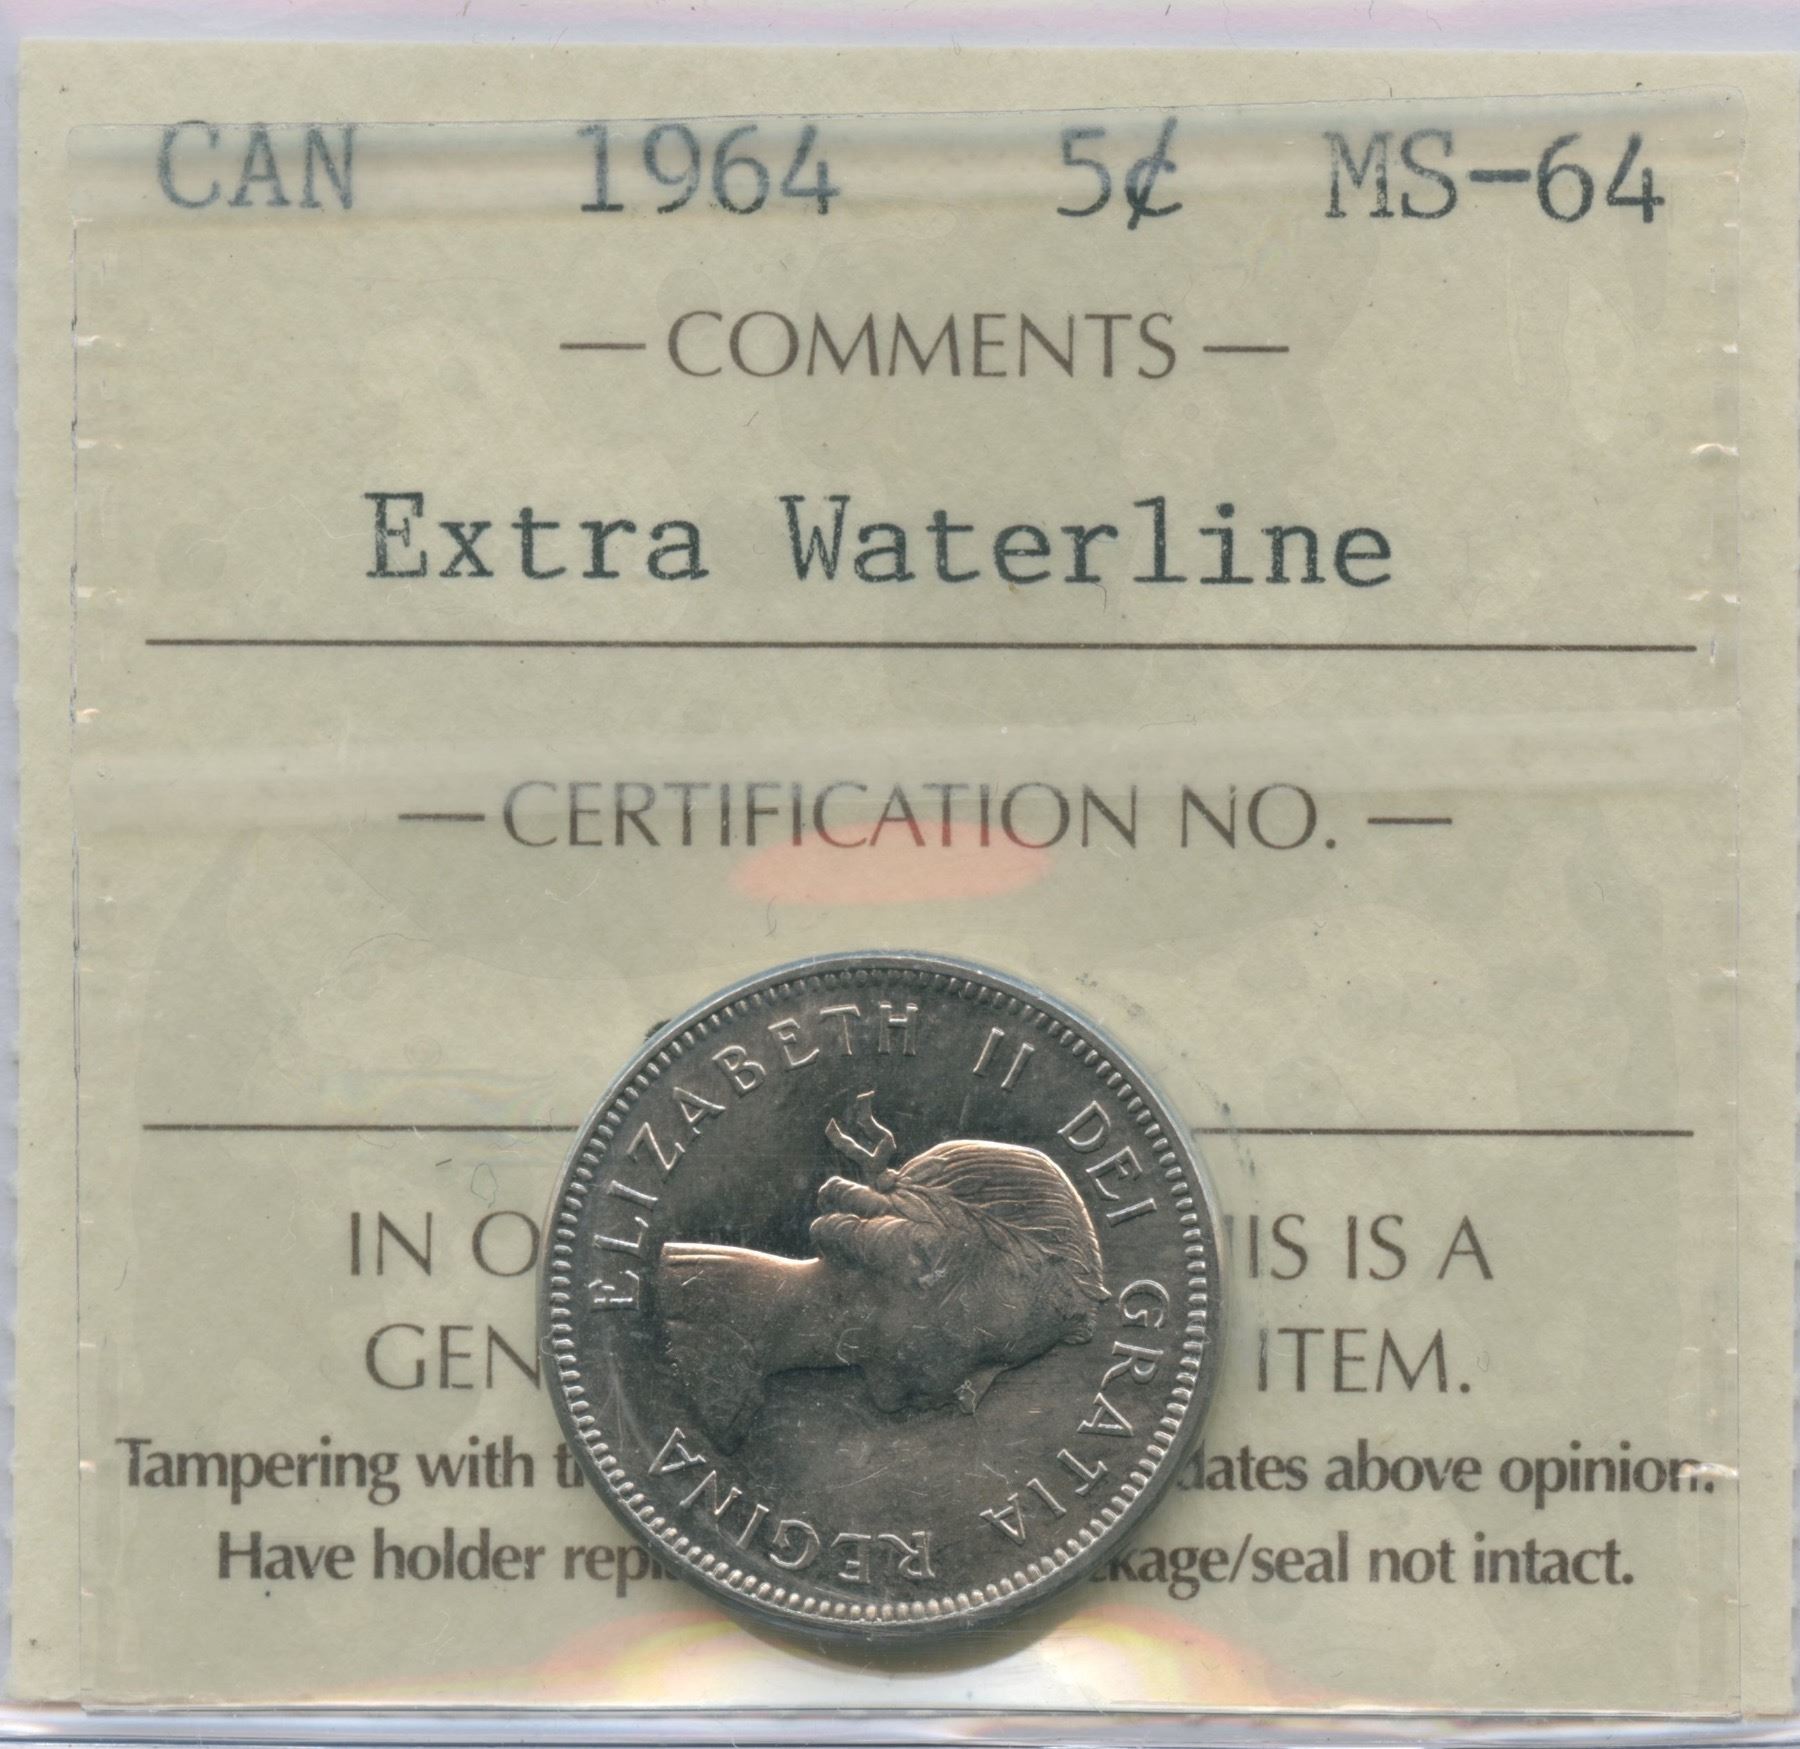 CAN 1964 5¢ MS-64
— COMMENTS —
Extra Waterline
— CERTIFICATION NO. —
ELIZABETH II DEI GRATIA REGINA
IN O IS IS A
GEN ITEM.
Tampering with t dates above opinion.
Have holder rep kage/seal not intact.